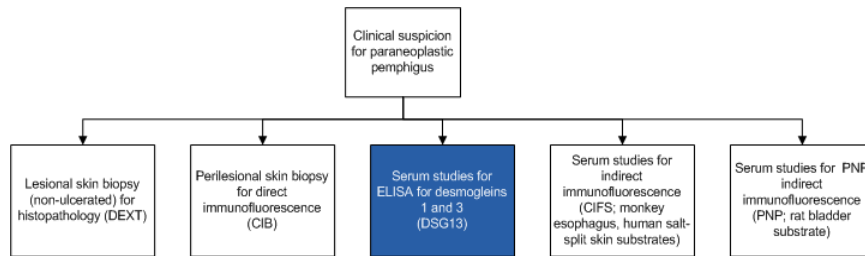 Clinical suspicion
for paraneoplastic
pemphigus
Lesional skin biopsy
(non-ulcerated) for
histopathology (DEXT)
Perilesional skin biopsy
for direct
immunofluorescence
(CIB)
Serum studies for
ELISA for desmogleins
1 and 3
(DSG13)
Serum studies for
indirect
immunofluorescence
(CIFS; monkey
esophagus, human salt-
split skin substrates)
Serum studies for PNP
indirect
immunofluorescence
(PNP; rat bladder
substrate)